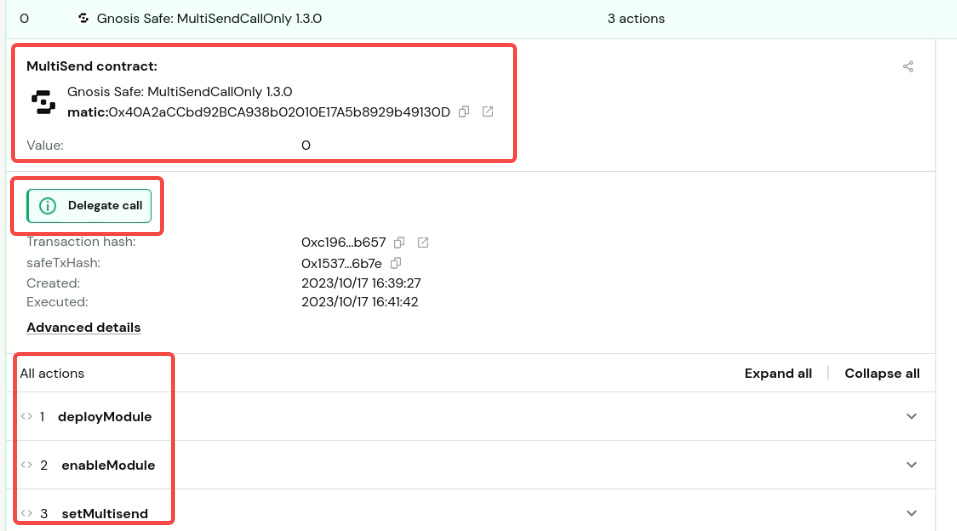 0 Gnosis Safe: MultiSendCallOnly 1.3.0 3 actions
MultiSend contract:
Gnosis Safe: MultiSendCallOnly 1.3.0
matic:0x40A2aCCbd92BCA938b02010E17A5b8929b49130D
Value: 0
Delegate call
Transaction hash: 0xc196...b657
safeTxHash: 0x1537...6b7e
Created: 2023/10/17 16:39:27
Executed: 2023/10/17 16:41:42
Advanced details
All actions Expand all Collapse all
1 deployModule
2 enableModule
3 setMultisend